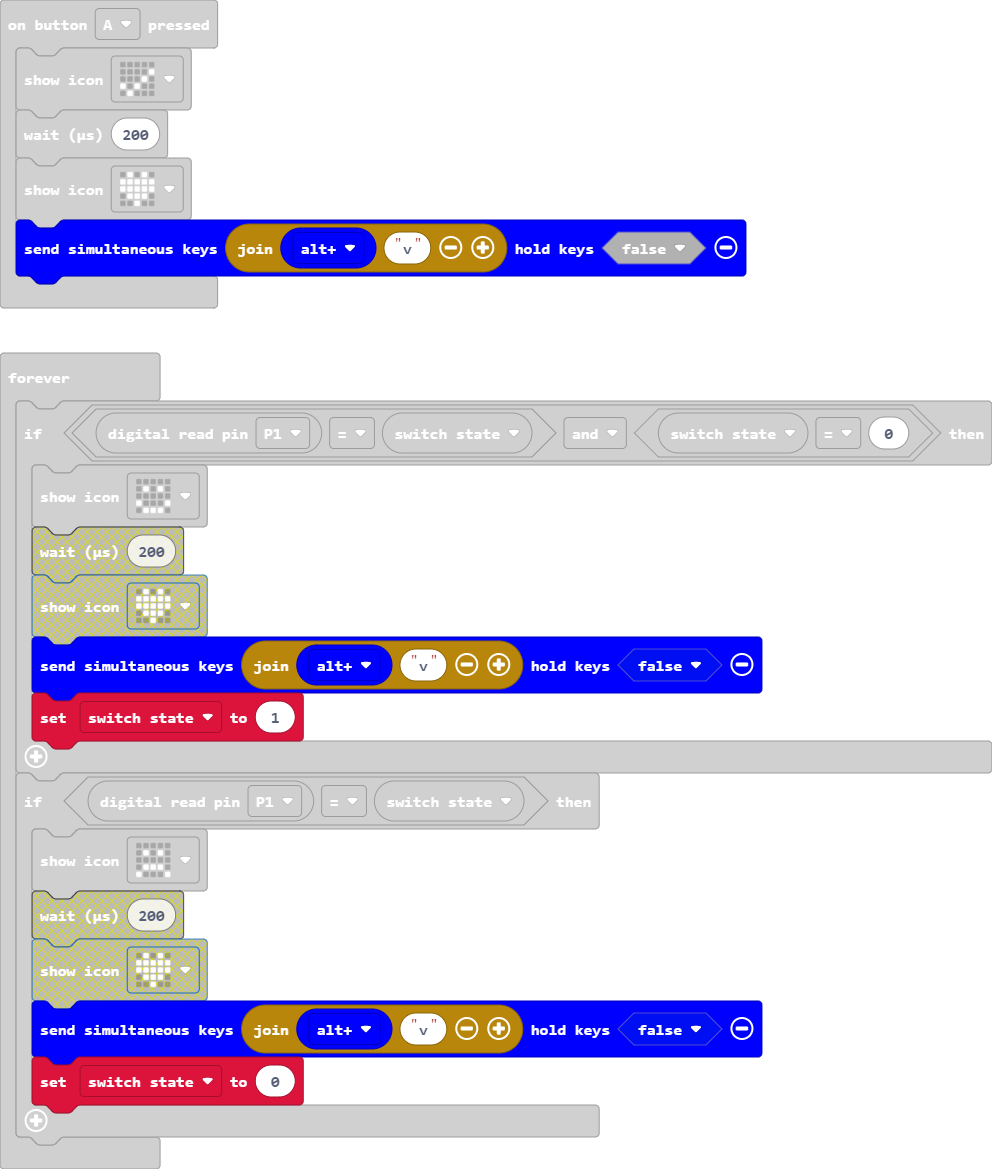 on button A pressed
show icon
wait (µs) 200
show icon
send simultaneous keys join alt+ "v" hold keys false
forever
if digital read pin P1 = switch state and switch state = 0 then
show icon
wait (µs) 200
show icon
send simultaneous keys join alt+ "v" hold keys false
set switch state to 1
if digital read pin P1 = switch state then
show icon
wait (µs) 200
show icon
send simultaneous keys join alt+ "v" hold keys false
set switch state to 0